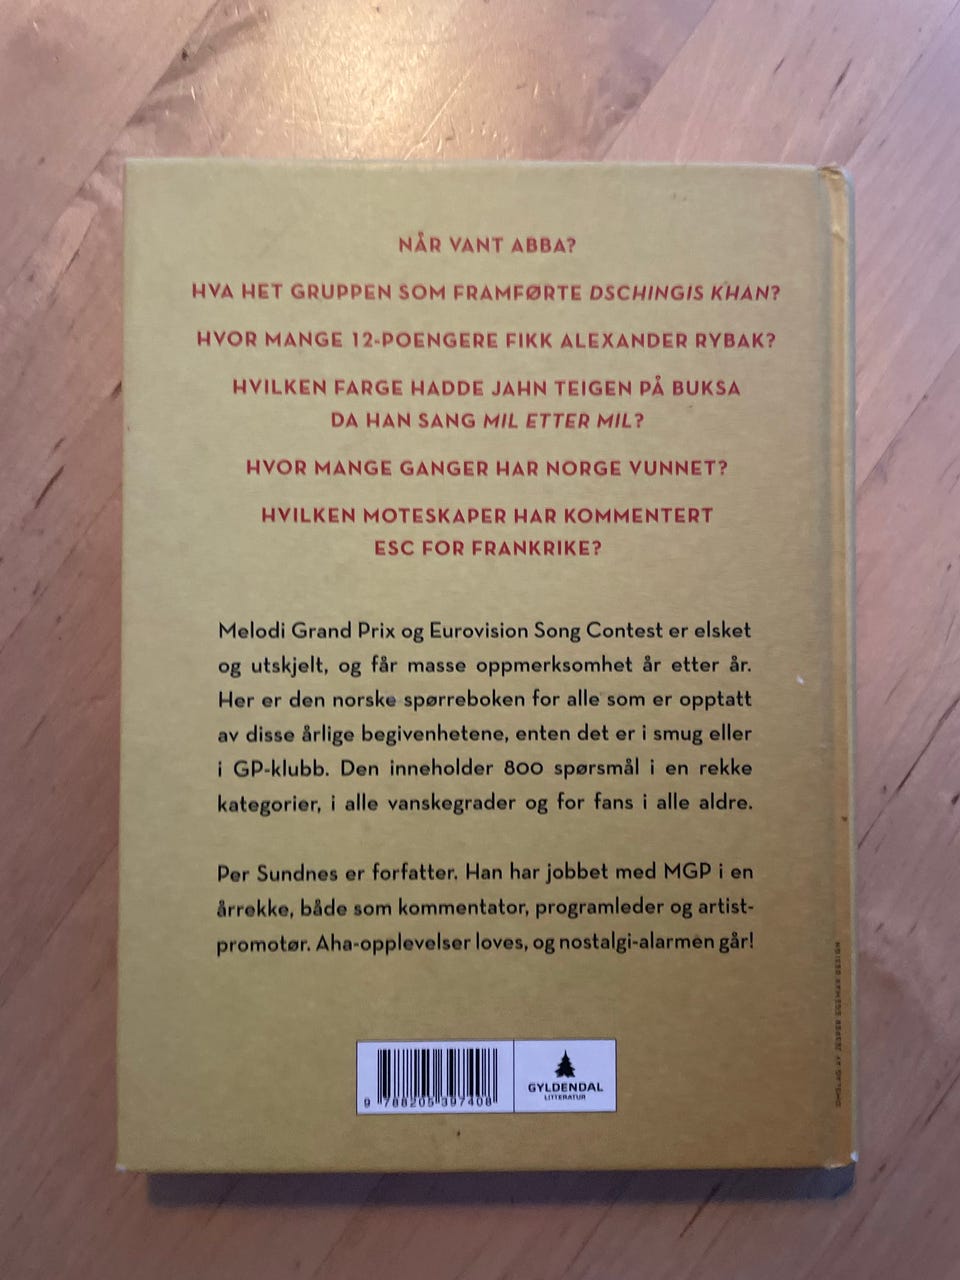 NÅR VANT ABBA?
HVA HET GRUPPEN SOM FRAMFØRTE DSCHINGIS KHAN?
HVOR MANGE 12-POENGERE FIKK ALEXANDER RYBAK?
HVILKEN FARGE HADDE JAHN TEIGEN PÅ BUKSA
DA HAN SANG MIL ETTER MIL?
HVOR MANGE GANGER HAR NORGE VUNNET?
HVILKEN MOTESKAPER HAR KOMMENTERT
ESC FOR FRANKRIKE?
Melodi Grand Prix og Eurovision Song Contest er elsket
og utskjelt, og får masse oppmerksomhet år etter år.
Her er den norske spørreboken for alle som er opptatt
av disse årlige begivenhetene, enten det er i smug eller
i GP-klubb. Den inneholder 800 spørsmål i en rekke
kategorier, i alle vanskegrader og for fans i alle aldre.
Per Sundnes er forfatter. Han har jobbet med MGP i en
årrekke, både som kommentator, programleder og artist-
promotør. Aha-opplevelser loves, og nostalgi-alarmen går!
9 788205 397408
GYLDENDAL
LITTERATUR